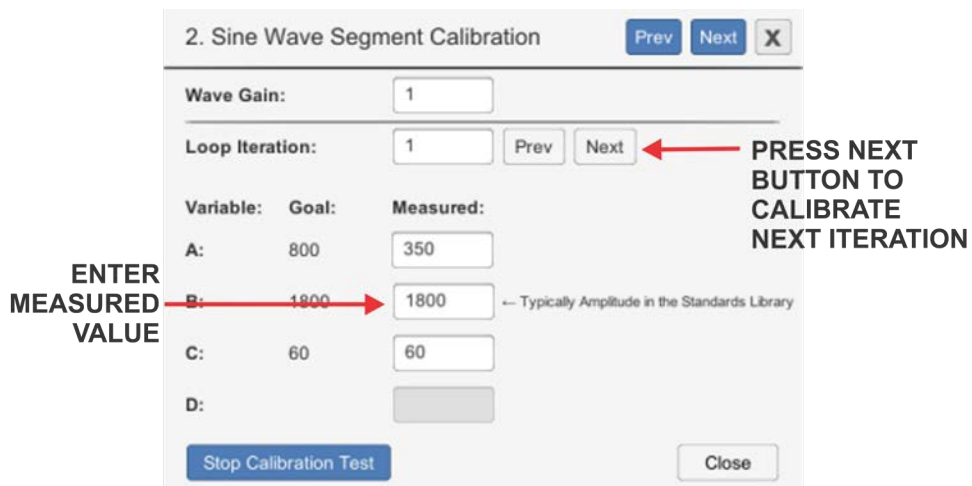 2. Sine Wave Segment Calibration Prev Next X
Wave Gain: 1
Loop Iteration: 1 Prev Next
PRESS NEXT
BUTTON TO
CALIBRATE
NEXT ITERATION
Variable: Goal: Measured:
A: 800 350
ENTER
MEASURED
VALUE
B: 1800 1800 ← Typically Amplitude in the Standards Library
C: 60 60
D:
Stop Calibration Test Close